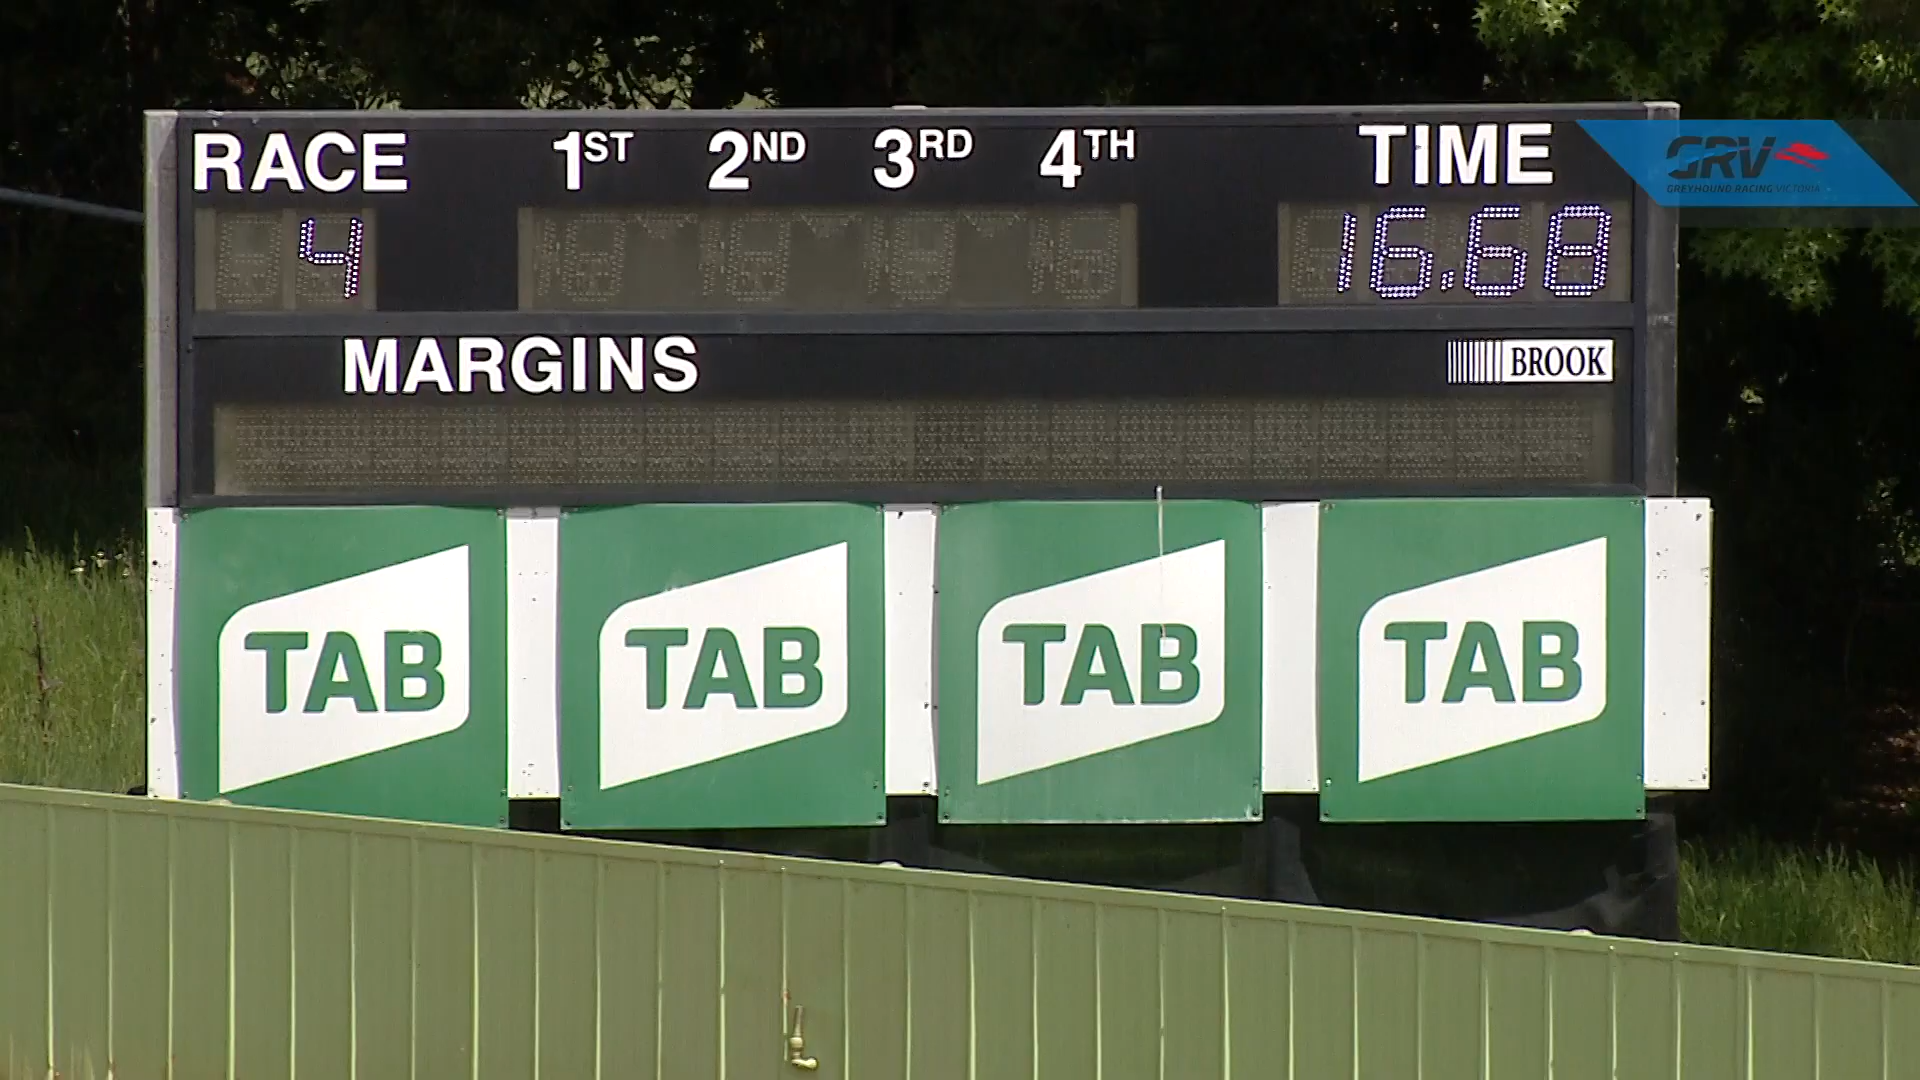 RACE 1ST 2ND 3RD 4TH TIME
GRV
GREYHOUND RACING VICTORIA
4 16.68
MARGINS BROOK
TAB TAB TAB TAB